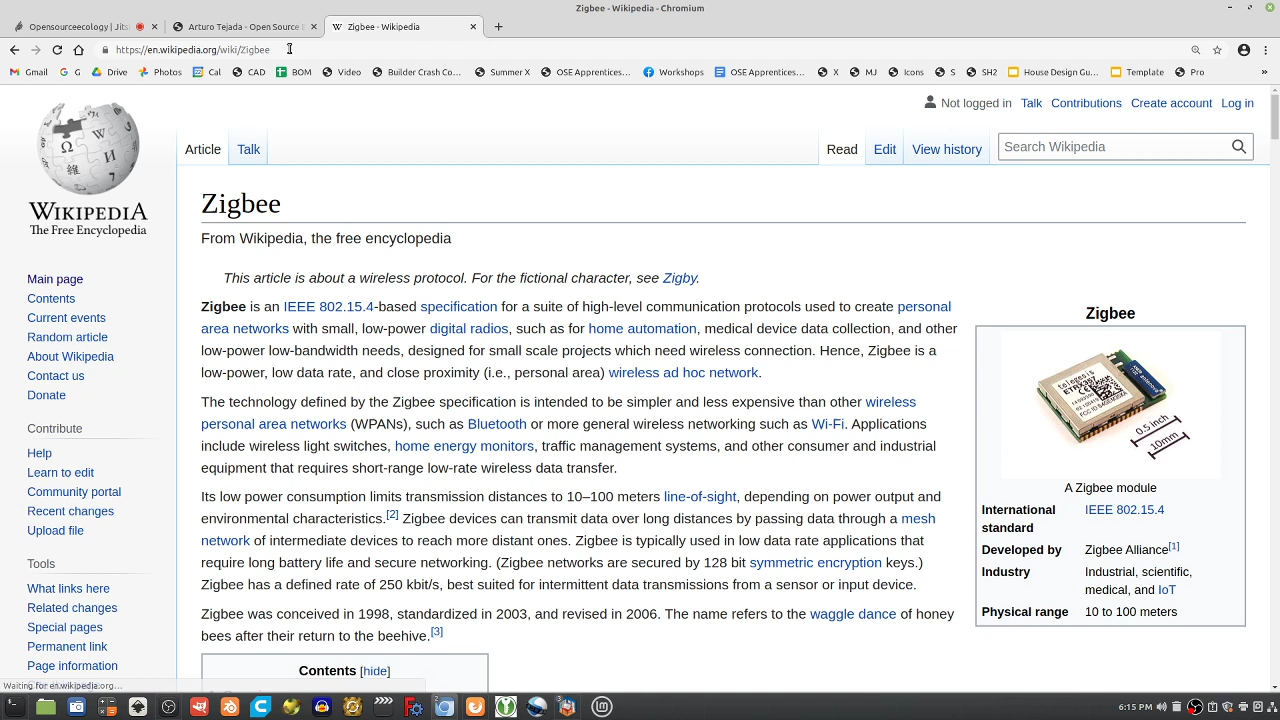 Zigbee - Wikipedia - Chromium
Opensourceecology | Jits
Arturo Tejada - Open Source E
Zigbee - Wikipedia
https://en.wikipedia.org/wiki/Zigbee
Gmail G Drive Photos Cal CAD BOM Video Builder Crash Co... Summer X OSE Apprentices... Workshops OSE Apprentices... X MJ Icons S SH2 House Design Gu... Template Pro »
Not logged in Talk Contributions Create account Log in
Article Talk Read Edit View history Search Wikipedia
WIKIPEDIA
The Free Encyclopedia
Main page
Contents
Current events
Random article
About Wikipedia
Contact us
Donate
Contribute
Help
Learn to edit
Community portal
Recent changes
Upload file
Tools
What links here
Related changes
Special pages
Permanent link
Page information
Zigbee
From Wikipedia, the free encyclopedia
This article is about a wireless protocol. For the fictional character, see Zigby.
Zigbee is an IEEE 802.15.4-based specification for a suite of high-level communication protocols used to create personal
area networks with small, low-power digital radios, such as for home automation, medical device data collection, and other
low-power low-bandwidth needs, designed for small scale projects which need wireless connection. Hence, Zigbee is a
low-power, low data rate, and close proximity (i.e., personal area) wireless ad hoc network.
The technology defined by the Zigbee specification is intended to be simpler and less expensive than other wireless
personal area networks (WPANs), such as Bluetooth or more general wireless networking such as Wi-Fi. Applications
include wireless light switches, home energy monitors, traffic management systems, and other consumer and industrial
equipment that requires short-range low-rate wireless data transfer.
Its low power consumption limits transmission distances to 10–100 meters line-of-sight, depending on power output and
environmental characteristics.[2] Zigbee devices can transmit data over long distances by passing data through a mesh
network of intermediate devices to reach more distant ones. Zigbee is typically used in low data rate applications that
require long battery life and secure networking. (Zigbee networks are secured by 128 bit symmetric encryption keys.)
Zigbee has a defined rate of 250 kbit/s, best suited for intermittent data transmissions from a sensor or input device.
Zigbee was conceived in 1998, standardized in 2003, and revised in 2006. The name refers to the waggle dance of honey
bees after their return to the beehive.[3]
Contents [hide]
Zigbee
telegesis
0.5 inch
10mm
A Zigbee module
International
standard
IEEE 802.15.4
Developed by Zigbee Alliance[1]
Industry Industrial, scientific,
medical, and IoT
Physical range 10 to 100 meters
Waiting for en.wikipedia.org...
6:15 PM